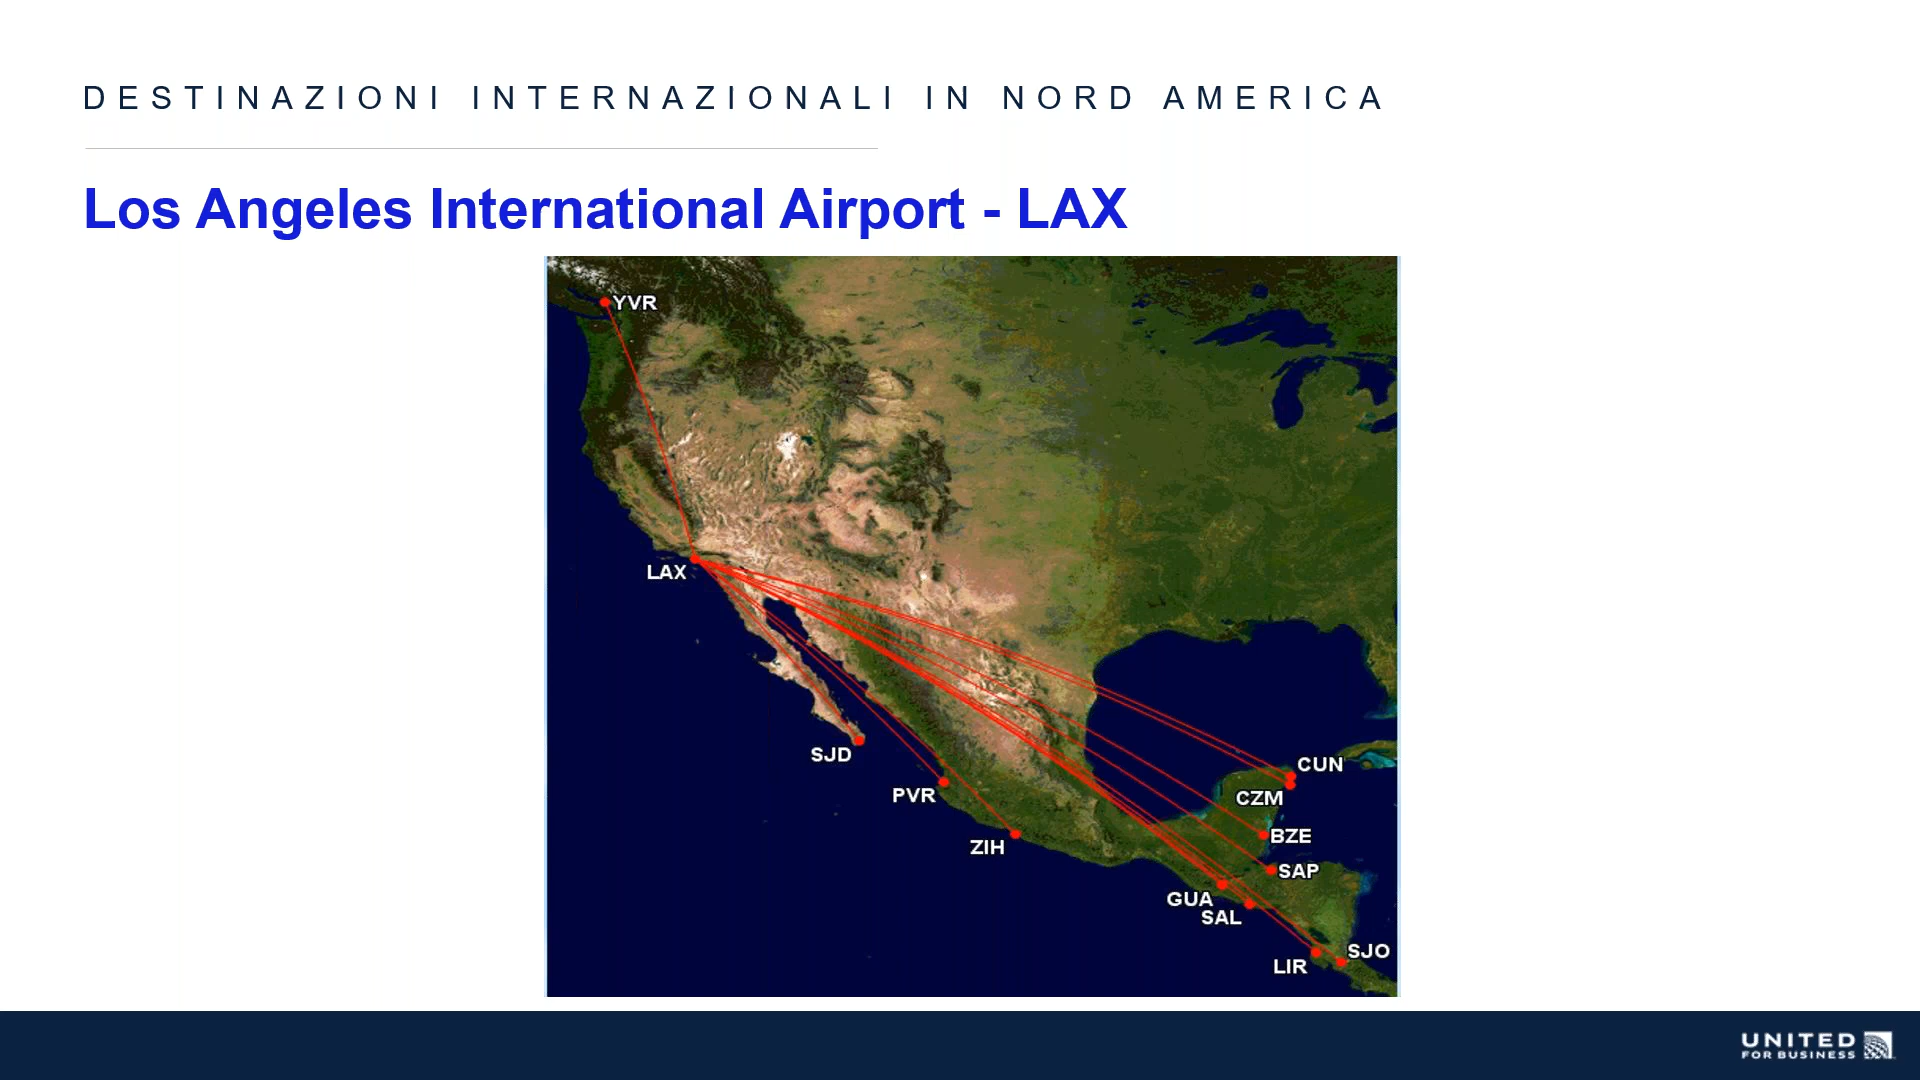 DESTINAZIONI INTERNAZIONALI IN NORD AMERICA
Los Angeles International Airport - LAX
YVR
LAX
SJD
CUN
PVR
CZM
BZE
ZIH
SAP
GUA
SAL
SJO
LIR
UNITED
FOR BUSINESS